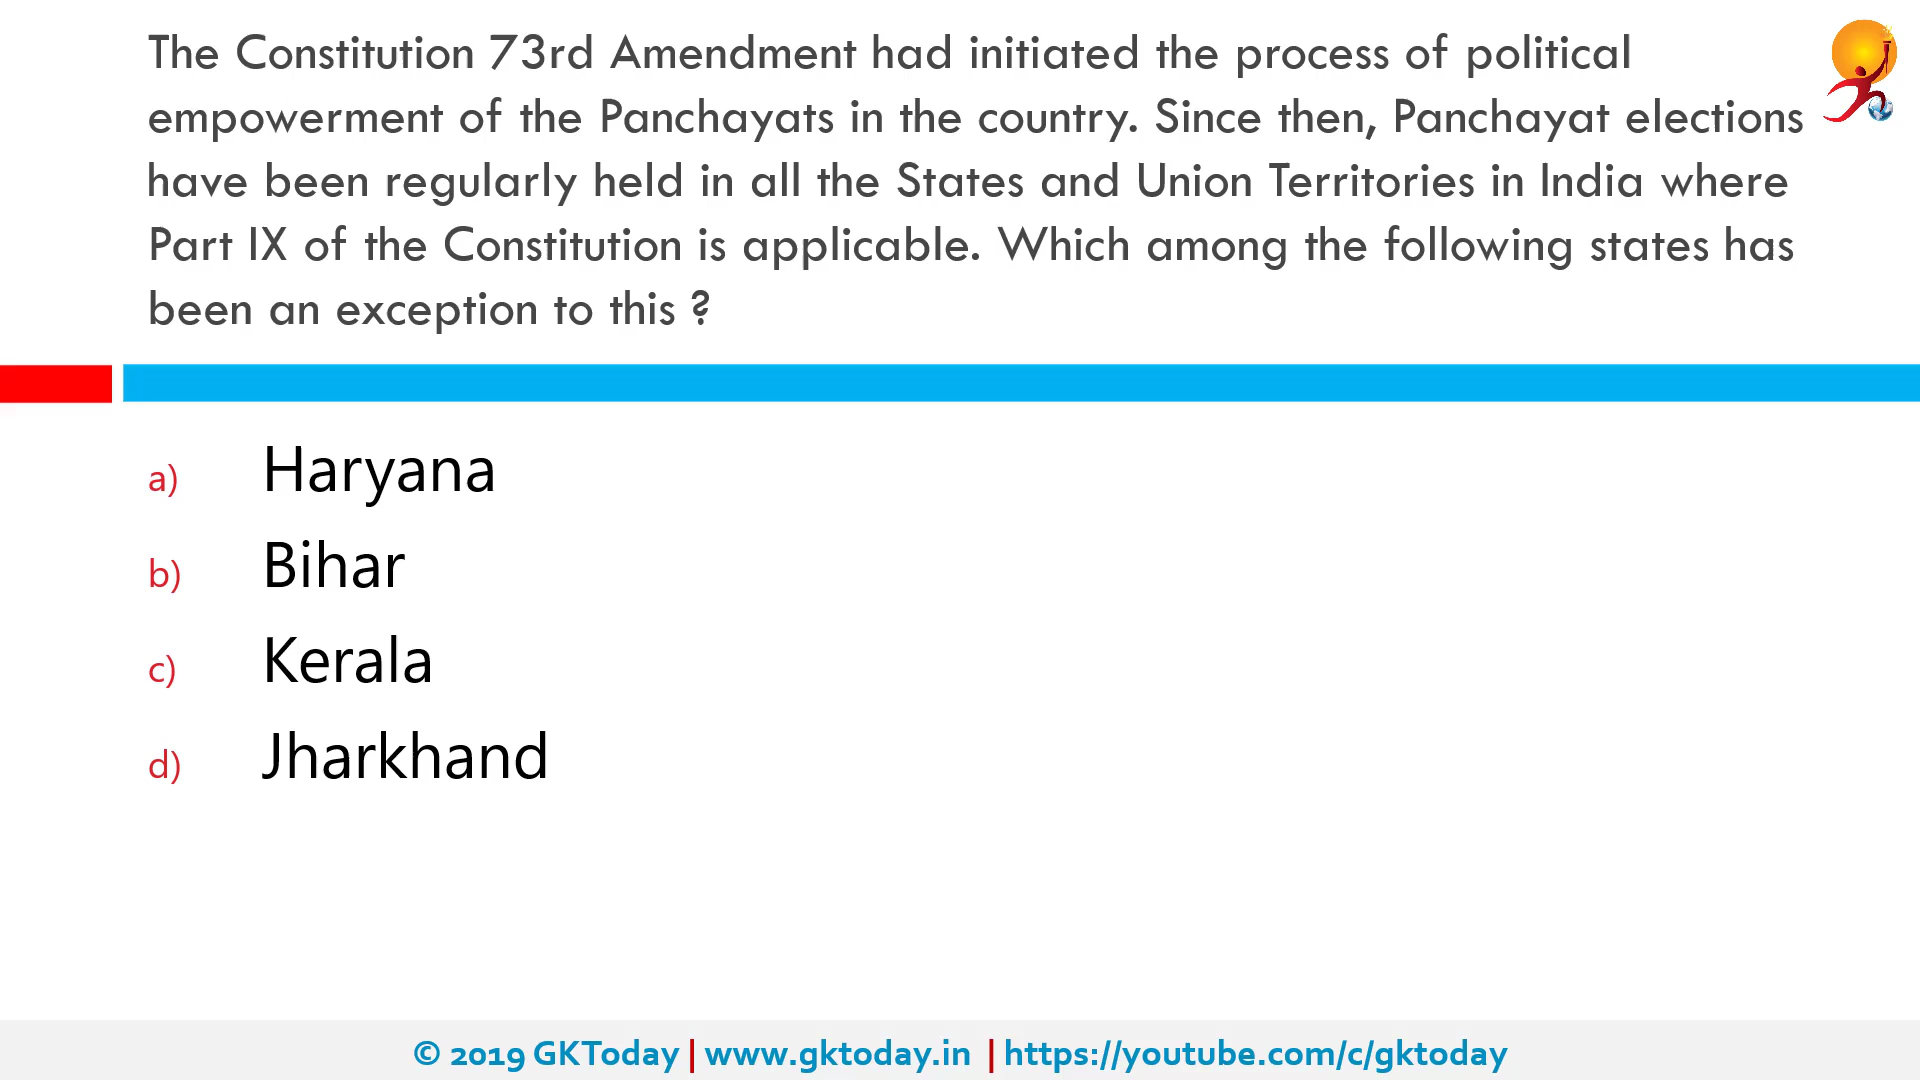 The Constitution 73rd Amendment had initiated the process of political
empowerment of the Panchayats in the country. Since then, Panchayat elections
have been regularly held in all the States and Union Territories in India where
Part IX of the Constitution is applicable. Which among the following states has
been an exception to this ?
a) Haryana
b) Bihar
c) Kerala
d) Jharkhand
© 2019 GKToday | www.gktoday.in | https://youtube.com/c/gktoday